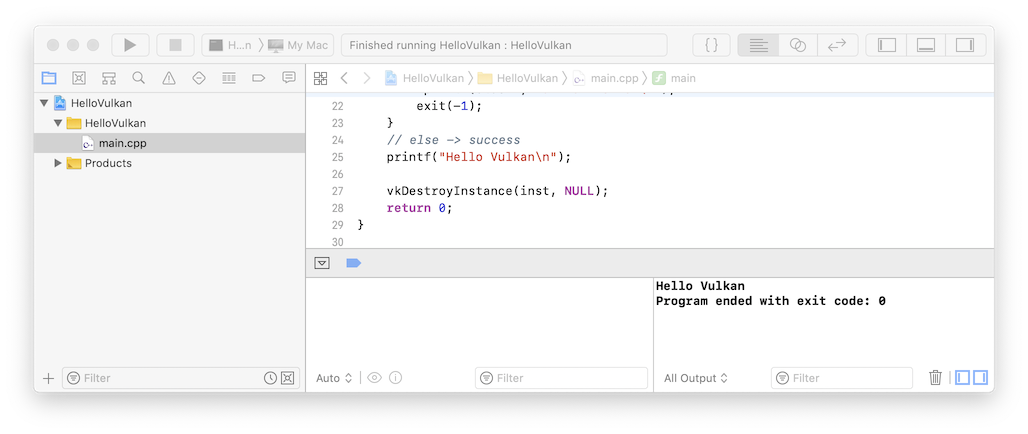 H...n My Mac
Finished running HelloVulkan : HelloVulkan
{}
HelloVulkan HelloVulkan main.cpp main
HelloVulkan
HelloVulkan
main.cpp
Products
22 exit(-1);
23 }
24 // else -> success
25 printf("Hello Vulkan\n");
26
27 vkDestroyInstance(inst, NULL);
28 return 0;
29 }
30
Hello Vulkan
Program ended with exit code: 0
Filter
Auto
Filter
All Output
Filter